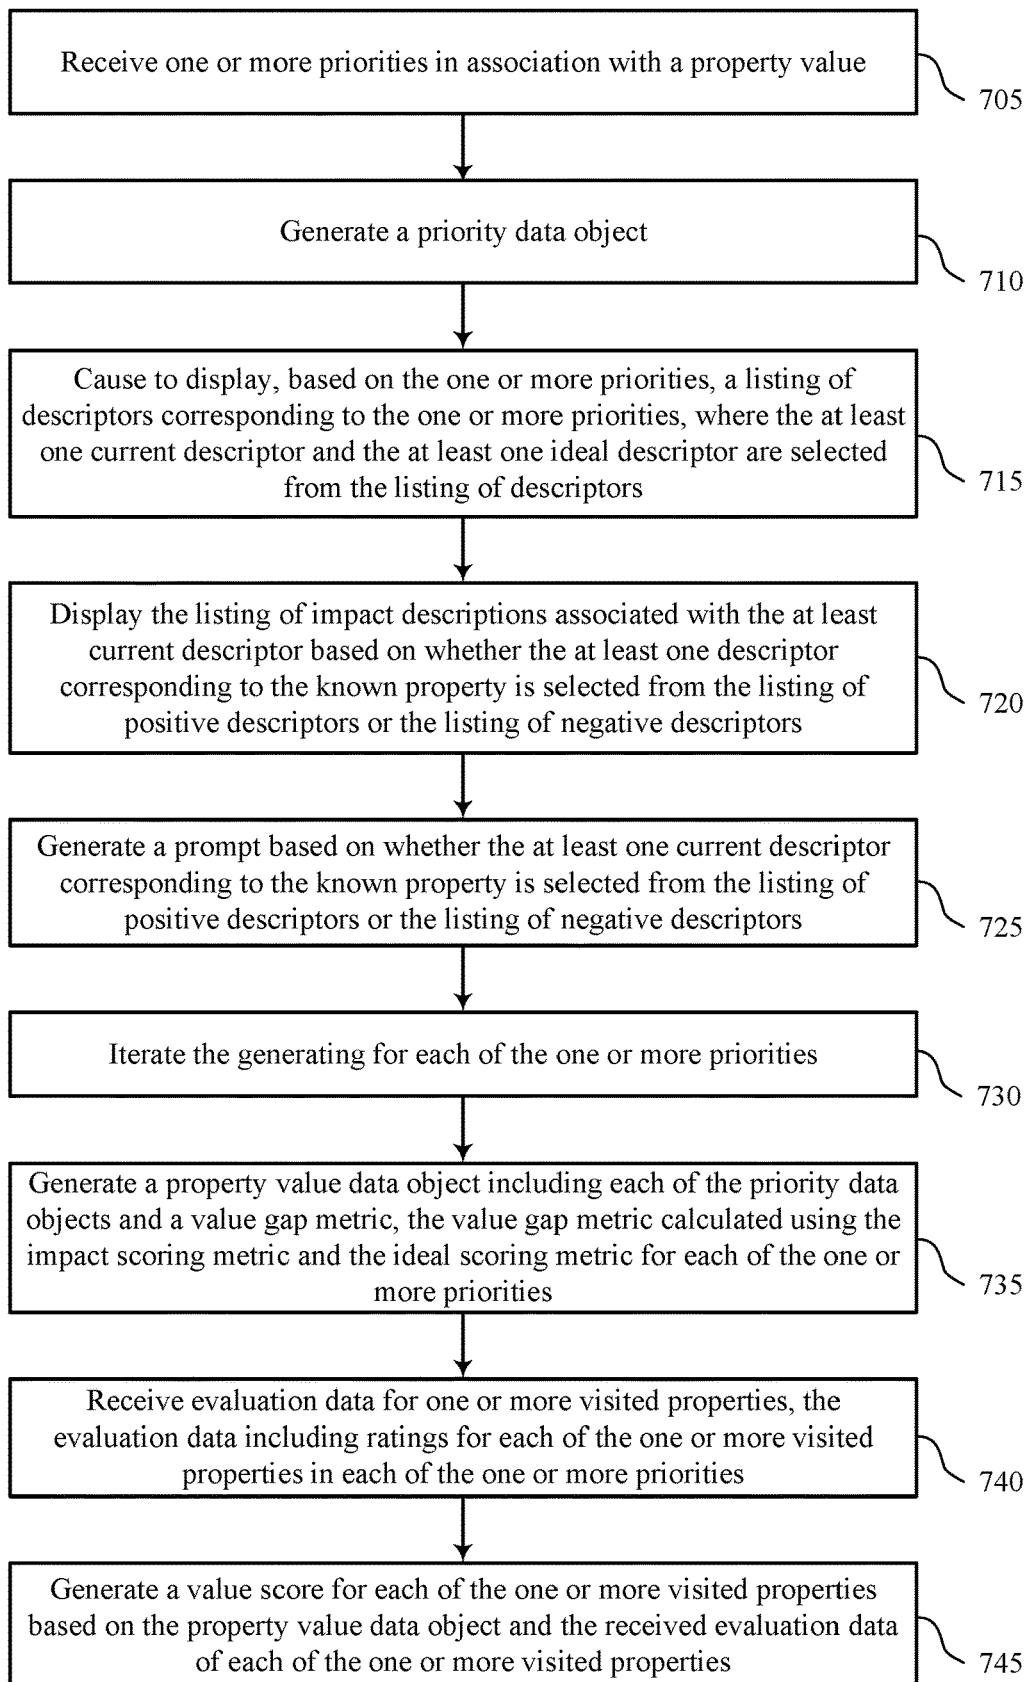 Receive one or more priorities in association with a property value
705
Generate a priority data object
710
Cause to display, based on the one or more priorities, a listing of
descriptors corresponding to the one or more priorities, where the at least
one current descriptor and the at least one ideal descriptor are selected
from the listing of descriptors
715
Display the listing of impact descriptions associated with the at least
current descriptor based on whether the at least one descriptor
corresponding to the known property is selected from the listing of
positive descriptors or the listing of negative descriptors
720
Generate a prompt based on whether the at least one current descriptor
corresponding to the known property is selected from the listing of
positive descriptors or the listing of negative descriptors
725
Iterate the generating for each of the one or more priorities
730
Generate a property value data object including each of the priority data
objects and a value gap metric, the value gap metric calculated using the
impact scoring metric and the ideal scoring metric for each of the one or
more priorities
735
Receive evaluation data for one or more visited properties, the
evaluation data including ratings for each of the one or more visited
properties in each of the one or more priorities
740
Generate a value score for each of the one or more visited properties
based on the property value data object and the received evaluation data
of each of the one or more visited properties
745